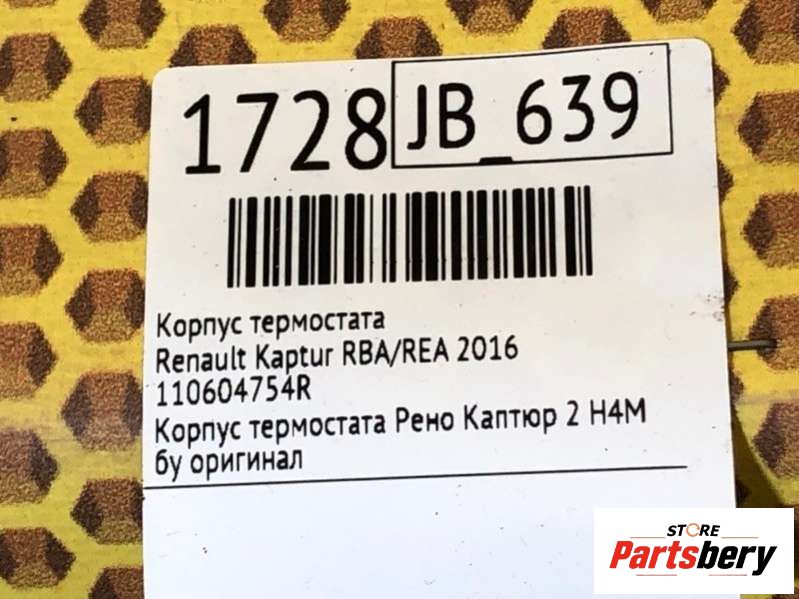 1728 JB_639
Корпус термостата
Renault Kaptur RBA/REA 2016
110604754R
Корпус термостата Рено Каптюр 2 H4M
бу оригинал
STORE
Partsbery